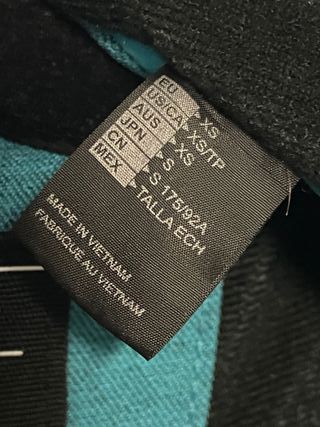 EU XS
US/CA XS/TP
AUS XS
JPN S
CN S 175/92A
MEX TALLA ECH
MADE IN VIETNAM
FABRIQUE AU VIETNAM